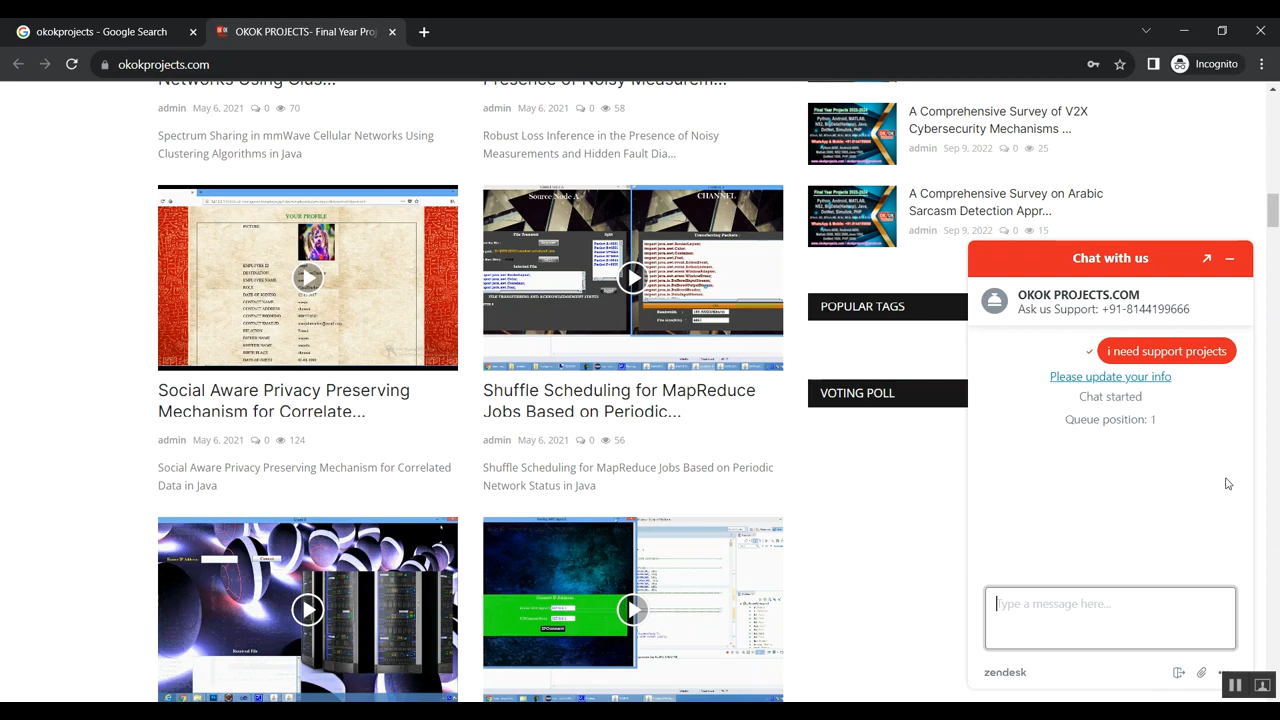 okokprojects - Google Search
OKOK PROJECTS- Final Year Proj
okokprojects.com
Incognito
Networks Using Glas...
Presence of Noisy Measurem...
admin May 6, 2021 0 70
admin May 6, 2021 0 58
Spectrum Sharing in mmWave Cellular Networks Using
Clustering Algorithms in Java
Robust Loss Inference in the Presence of Noisy
Measurements and Hidden Fault Dia...
A Comprehensive Survey of V2X
Cybersecurity Mechanisms ...
admin Sep 9, 2022 0 25
A Comprehensive Survey on Arabic
Sarcasm Detection Appr...
admin Sep 9, 2022 0 15
YOUR PROFILE
Source Node A
CHANNEL
Social Aware Privacy Preserving
Mechanism for Correlate...
admin May 6, 2021 0 124
Social Aware Privacy Preserving Mechanism for Correlated
Data in Java
Shuffle Scheduling for MapReduce
Jobs Based on Periodic...
admin May 6, 2021 0 56
Shuffle Scheduling for MapReduce Jobs Based on Periodic
Network Status in Java
POPULAR TAGS
VOTING POLL
Chat with us
OKOK PROJECTS.COM
Ask us Support +91- 8144199666
i need support projects
Please update your info
Chat started
Queue position: 1
Type a message here...
zendesk